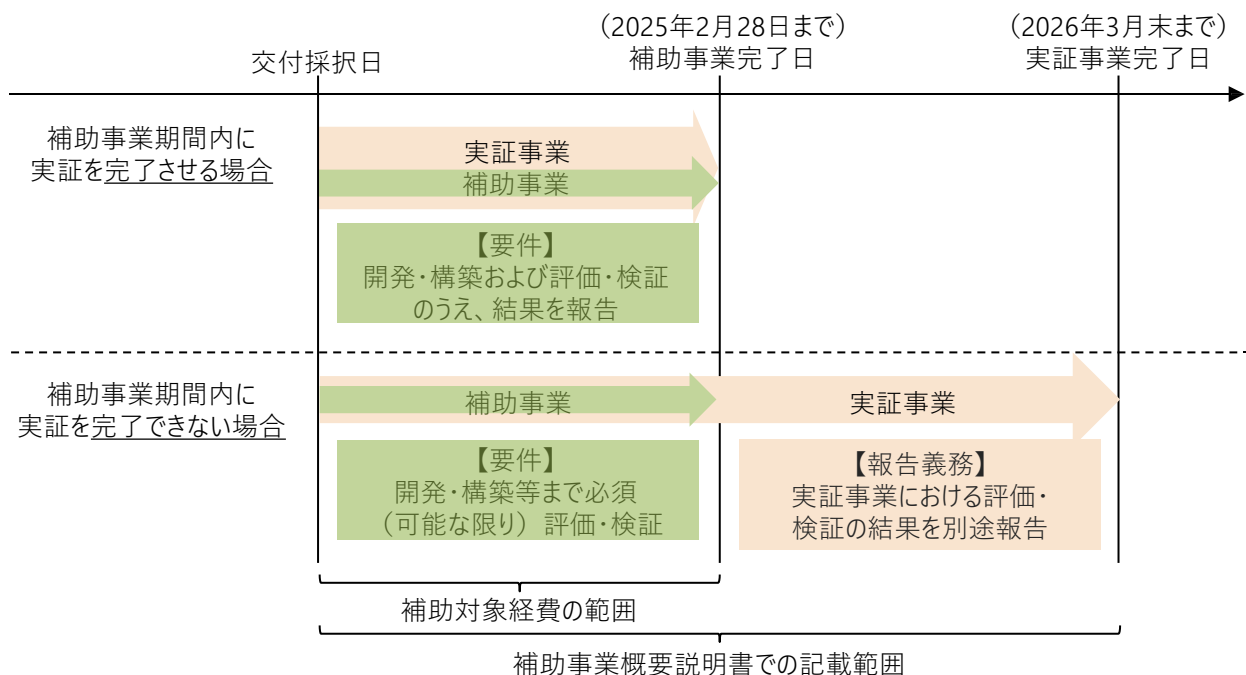 交付採択日
（2025年2月28日まで）
補助事業完了日
（2026年3月末まで）
実証事業完了日
補助事業期間内に
実証を完了させる場合
実証事業
補助事業
【要件】
開発・構築および評価・検証
のうえ、結果を報告
補助事業期間内に
実証を完了できない場合
補助事業
実証事業
【要件】
開発・構築等まで必須
（可能な限り）評価・検証
【報告義務】
実証事業における評価・
検証の結果を別途報告
補助対象経費の範囲
補助事業概要説明書での記載範囲